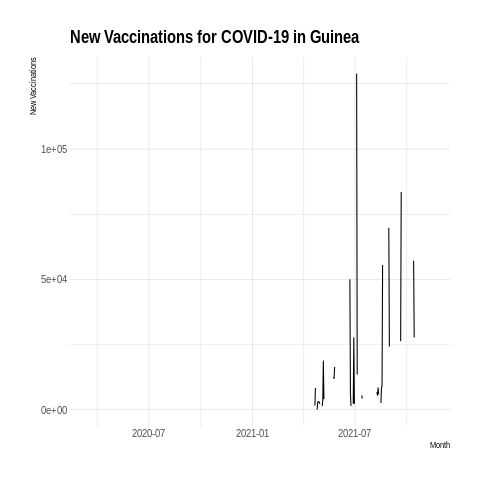 New Vaccinations for COVID-19 in Guinea
New Vaccinations
1e+05
5e+04
0e+00
2020-07
2021-01
2021-07
Month